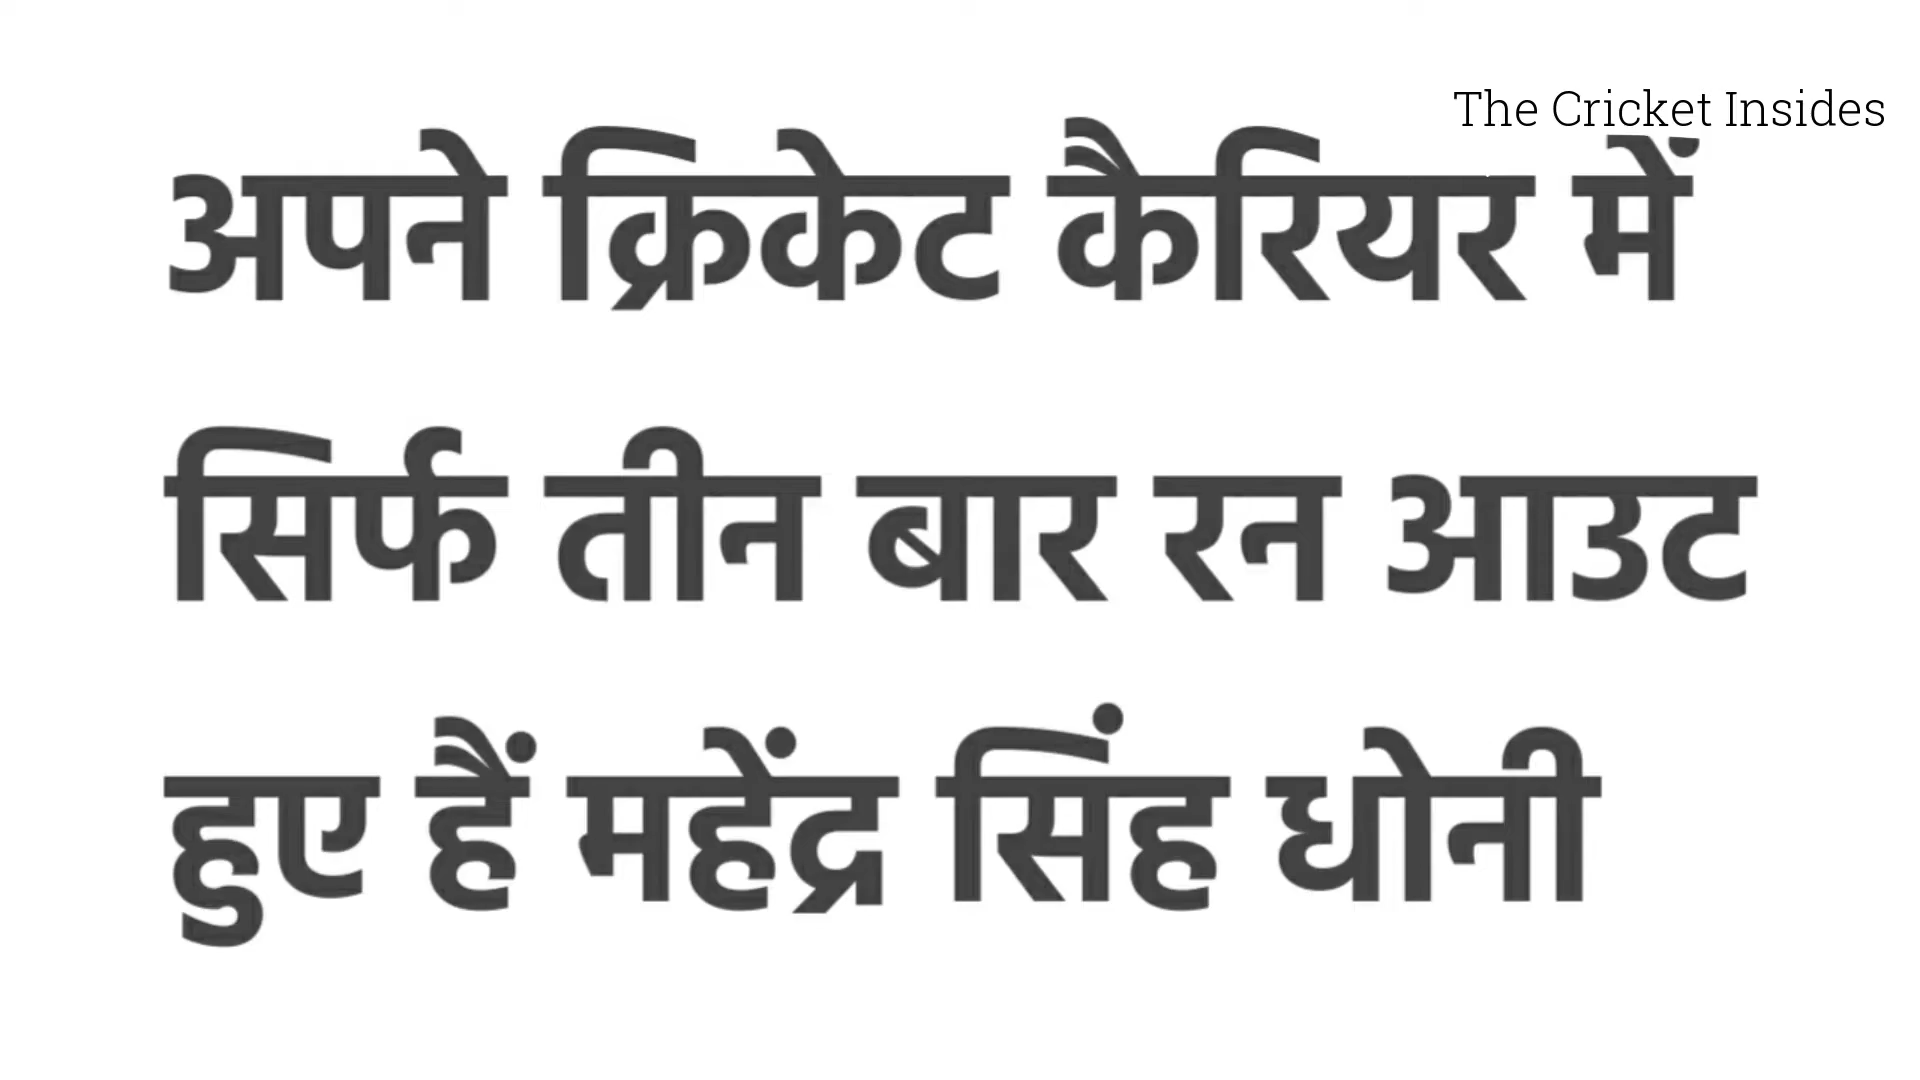 The Cricket Insides
अपने क्रिकेट कैरियर में
सिर्फ तीन बार रन आउट
हुए हैं महेंद्र सिंह धोनी